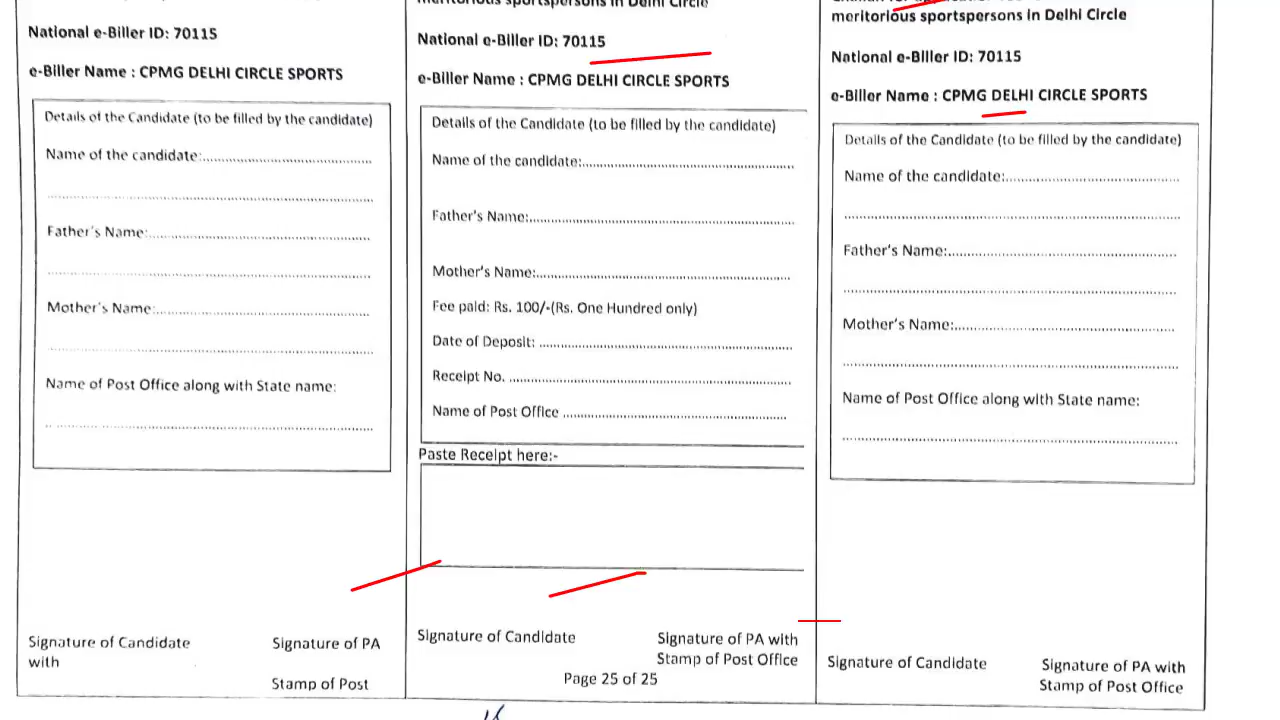 National e-Biller ID: 70115
e-Biller Name : CPMG DELHI CIRCLE SPORTS
Details of the Candidate (to be filled by the candidate)
Name of the candidate:
Father's Name:
Mother's Name:
Name of Post Office along with State name:
Signature of Candidate Signature of PA
with
Stamp of Post
meritorious sportspersons in Delhi Circle
National e-Biller ID: 70115
e-Biller Name : CPMG DELHI CIRCLE SPORTS
Details of the Candidate (to be filled by the candidate)
Name of the candidate:
Father's Name:
Mother's Name:
Fee paid: Rs. 100/-(Rs. One Hundred only)
Date of Deposit:
Receipt No.
Name of Post Office
Paste Receipt here:-
Signature of Candidate Signature of PA with
Stamp of Post Office
Page 25 of 25
meritorious sportspersons in Delhi Circle
National e-Biller ID: 70115
e-Biller Name : CPMG DELHI CIRCLE SPORTS
Details of the Candidate (to be filled by the candidate)
Name of the candidate:
Father's Name:
Mother's Name:
Name of Post Office along with State name:
Signature of Candidate Signature of PA with
Stamp of Post Office